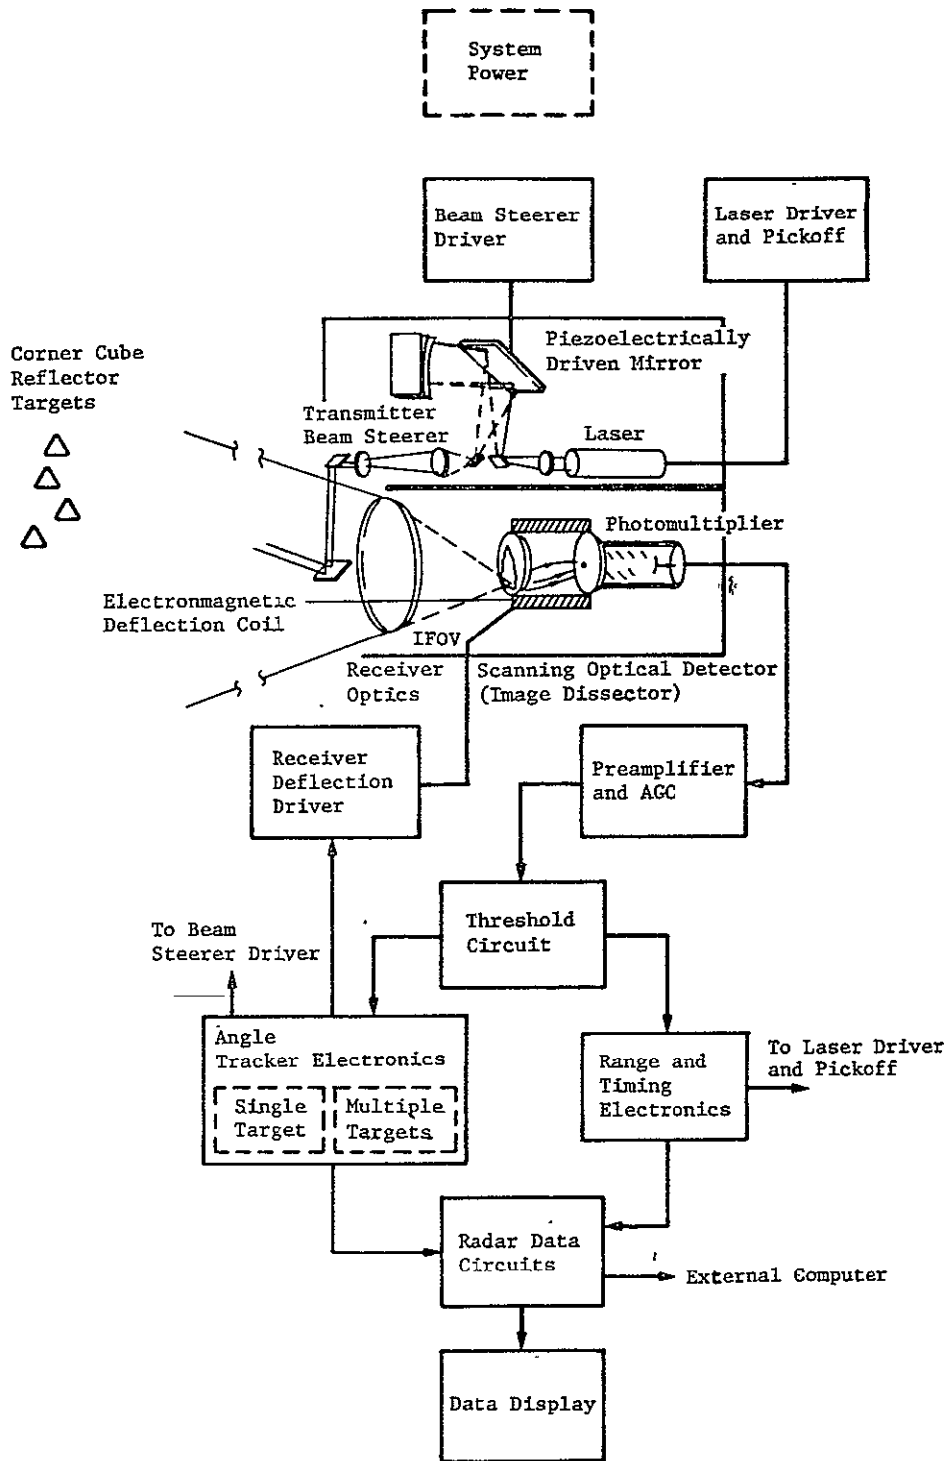 System
Power
Beam Steerer
Driver
Laser Driver
and Pickoff
Corner Cube
Reflector
Targets
Piezoelectrically
Driven Mirror
Transmitter
Beam Steerer
Laser
Photomultiplier
Electronmagnetic
Deflection Coil
IFOV
Receiver
Optics
Scanning Optical Detector
(Image Dissector)
Receiver
Deflection
Driver
Preamplifier
and AGC
Threshold
Circuit
To Beam
Steerer Driver
Angle
Tracker Electronics
Single
Target
Multiple
Targets
Range and
Timing
Electronics
To Laser Driver
and Pickoff
Radar Data
Circuits
External Computer
Data Display